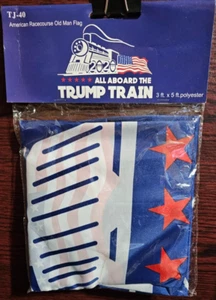 TJ-40
American Racecourse Old Man Flag
2020
ALL ABOARD THE
TRUMP TRAIN
3 ft. x 5 ft.polyester